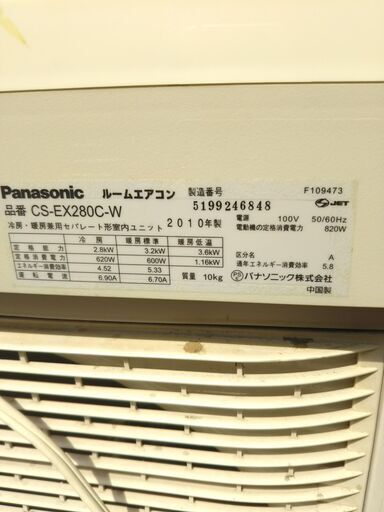 Panasonic ルームエアコン 製造番号 F109473
5199246848 JET
品番 CS-EX280C-W
冷房・暖房兼用セパレート形室内ユニット 2010年製
電源 100V 50/60Hz
電動機の定格消費電力 820W
冷房 暖房標準 暖房低温
定格能力 2.8kW 3.2kW 3.6kW
定格消費電力 620W 600W 1.16kW
エネルギー消費効率 4.52 5.33
運転電流 6.90A 6.70A
質量 10kg
区分名 A
通年エネルギー消費効率 5.8
PS E パナソニック株式会社
中国製